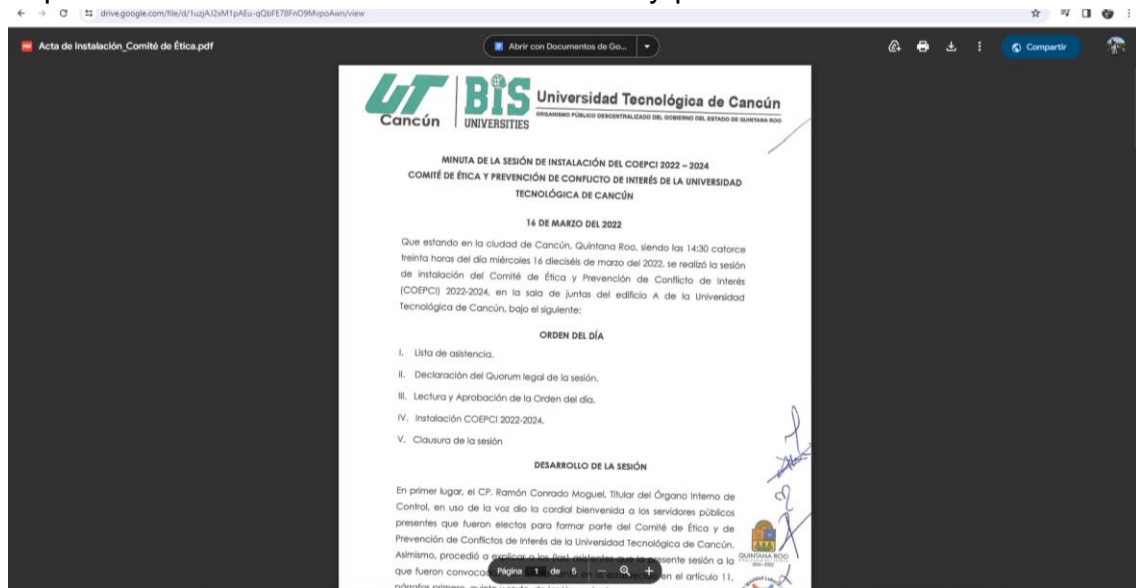 drive.google.com/file/d/1uzjAJ2xM1pAEu-qQbFE78FnO9MvpoAwn/view
Acta de Instalación_Comité de Ética.pdf
Abrir con Documentos de Go...
Compartir
UT
Cancún
BIS
UNIVERSITIES
Universidad Tecnológica de Cancún
ORGANISMO PÚBLICO DESCENTRALIZADO DEL GOBIERNO DEL ESTADO DE QUINTANA ROO
MINUTA DE LA SESIÓN DE INSTALACIÓN DEL COEPCI 2022 – 2024
COMITÉ DE ÉTICA Y PREVENCIÓN DE CONFLICTO DE INTERÉS DE LA UNIVERSIDAD
TECNOLÓGICA DE CANCÚN
16 DE MARZO DEL 2022
Que estando en la ciudad de Cancún, Quintana Roo, siendo las 14:30 catorce
treinta horas del día miércoles 16 dieciséis de marzo del 2022, se realizó la sesión
de instalación del Comité de Ética y Prevención de Conflicto de Interés
(COEPCI) 2022-2024, en la sala de juntas del edificio A de la Universidad
Tecnológica de Cancún, bajo el siguiente:
ORDEN DEL DÍA
I. Lista de asistencia.
II. Declaración del Quorum legal de la sesión.
III. Lectura y Aprobación de la Orden del día.
IV. Instalación COEPCI 2022-2024.
V. Clausura de la sesión
DESARROLLO DE LA SESIÓN
En primer lugar, el CP. Ramón Conrado Moguel, Titular del Órgano Interno de
Control, en uso de la voz dio la cordial bienvenida a los servidores públicos
presentes que fueron electos para formar parte del Comité de Ética y de
Prevención de Conflictos de Interés de la Universidad Tecnológica de Cancún.
Asimismo, procedió a explicar a los (las) asistentes que la presente sesión a la
QUINTANA ROO
que fueron en el artículo 11,
Página 1 de 5